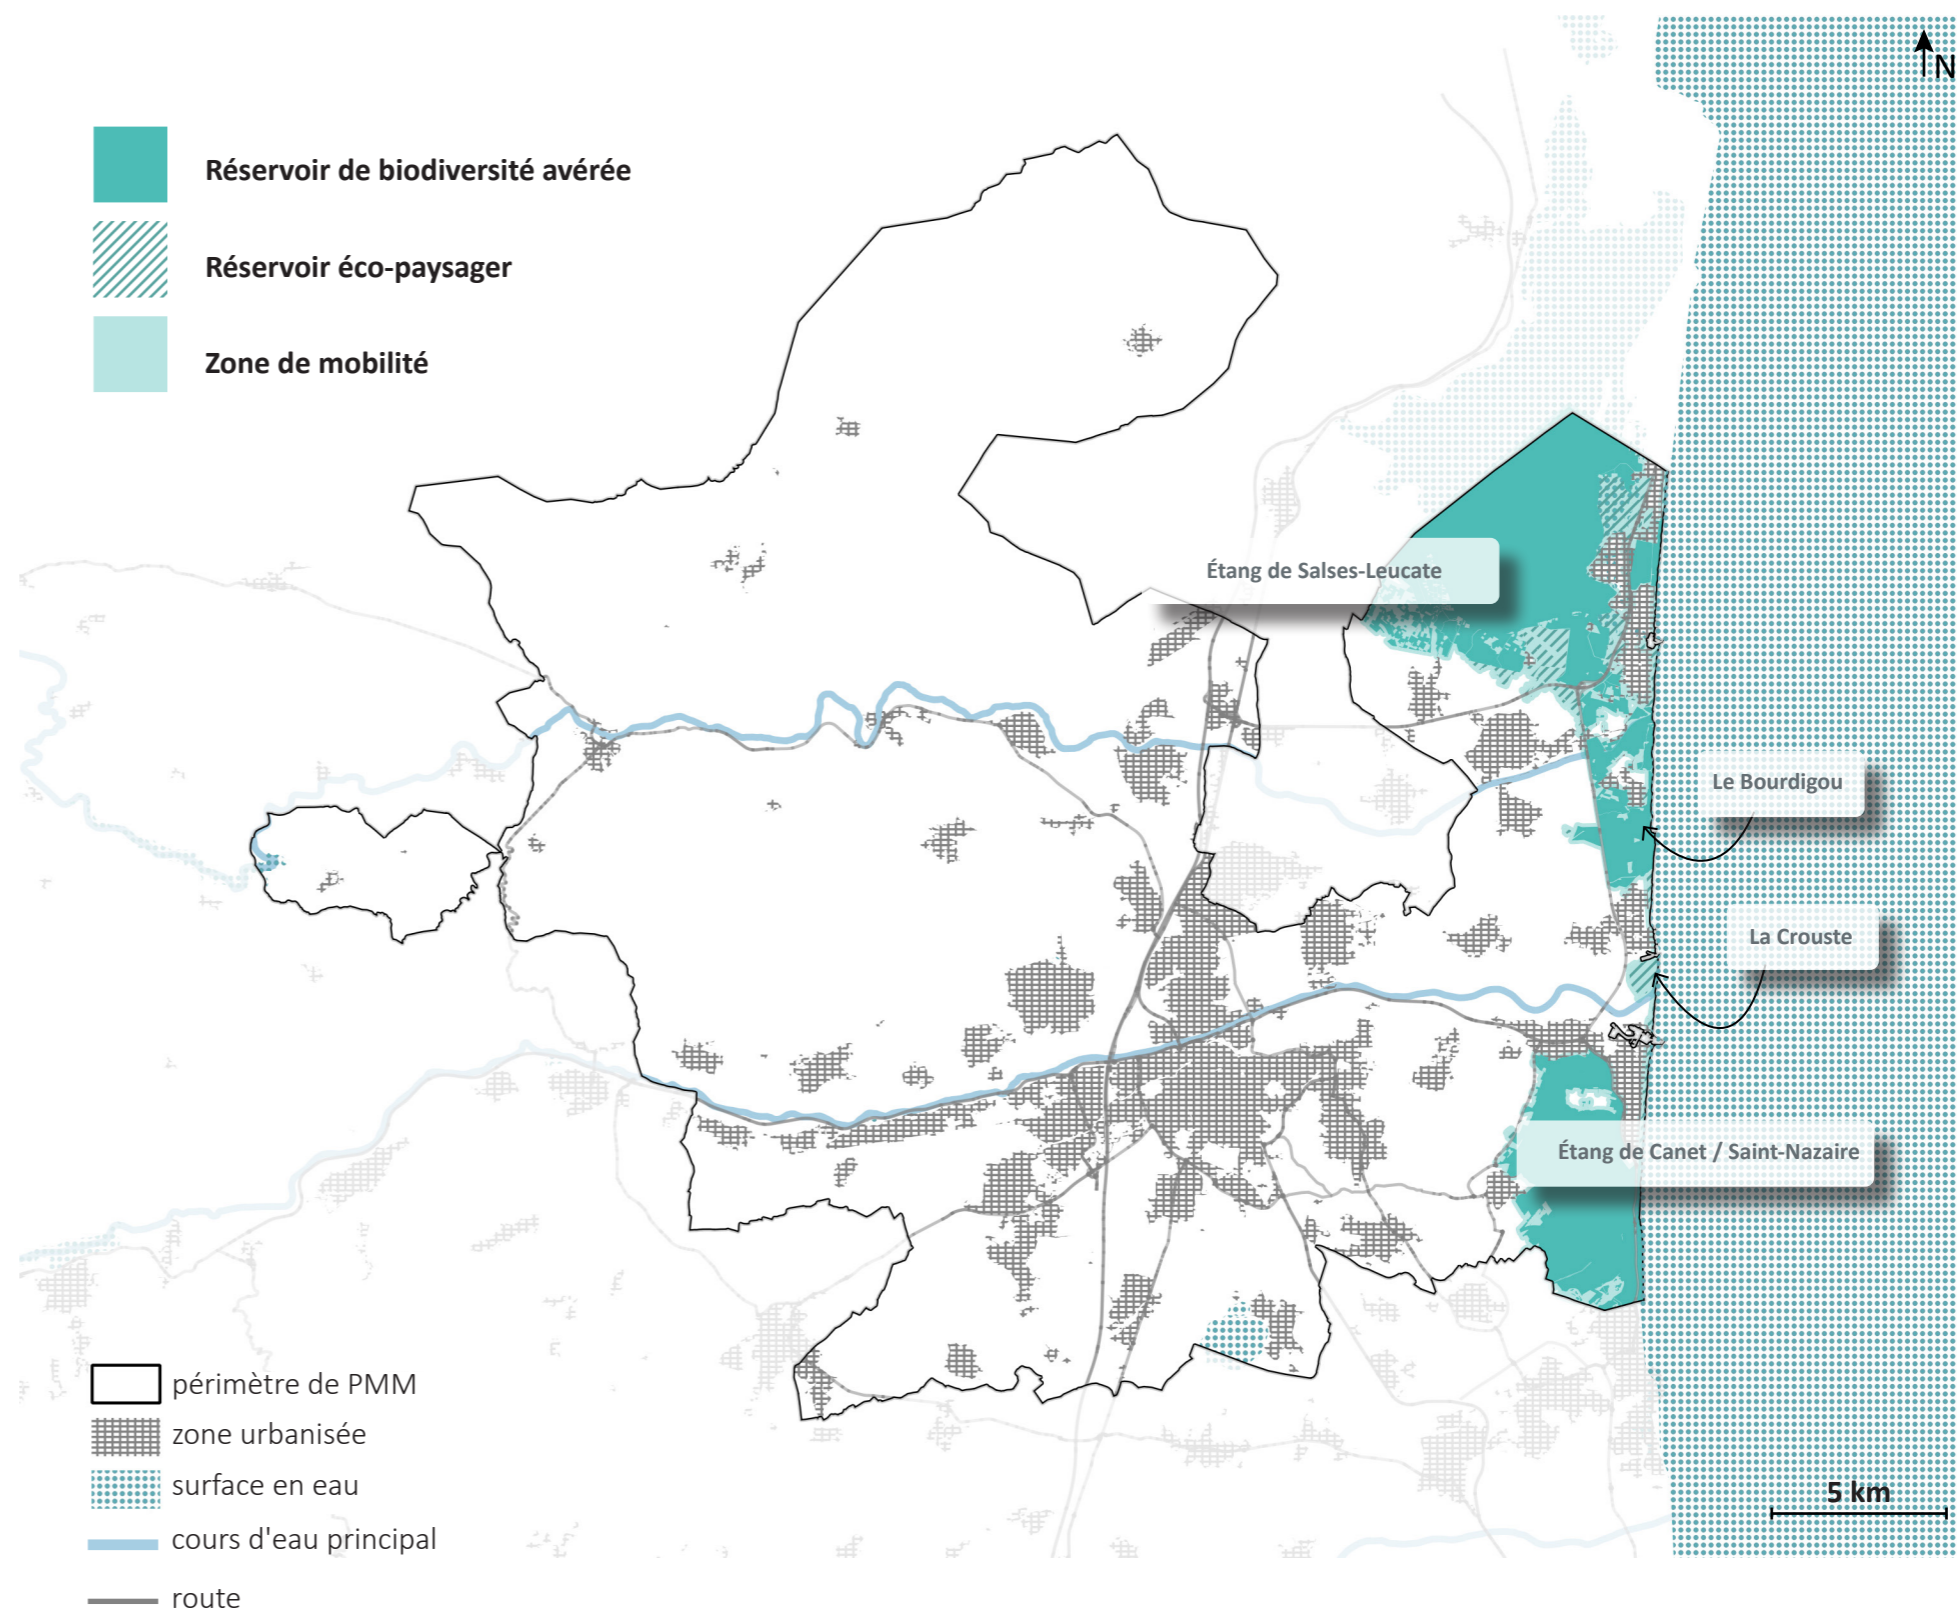 N
Réservoir de biodiversité avérée
Réservoir éco-paysager
Zone de mobilité
Étang de Salses-Leucate
Le Bourdigou
La Crouste
Étang de Canet / Saint-Nazaire
périmètre de PMM
zone urbanisée
surface en eau
cours d'eau principal
route
5 km